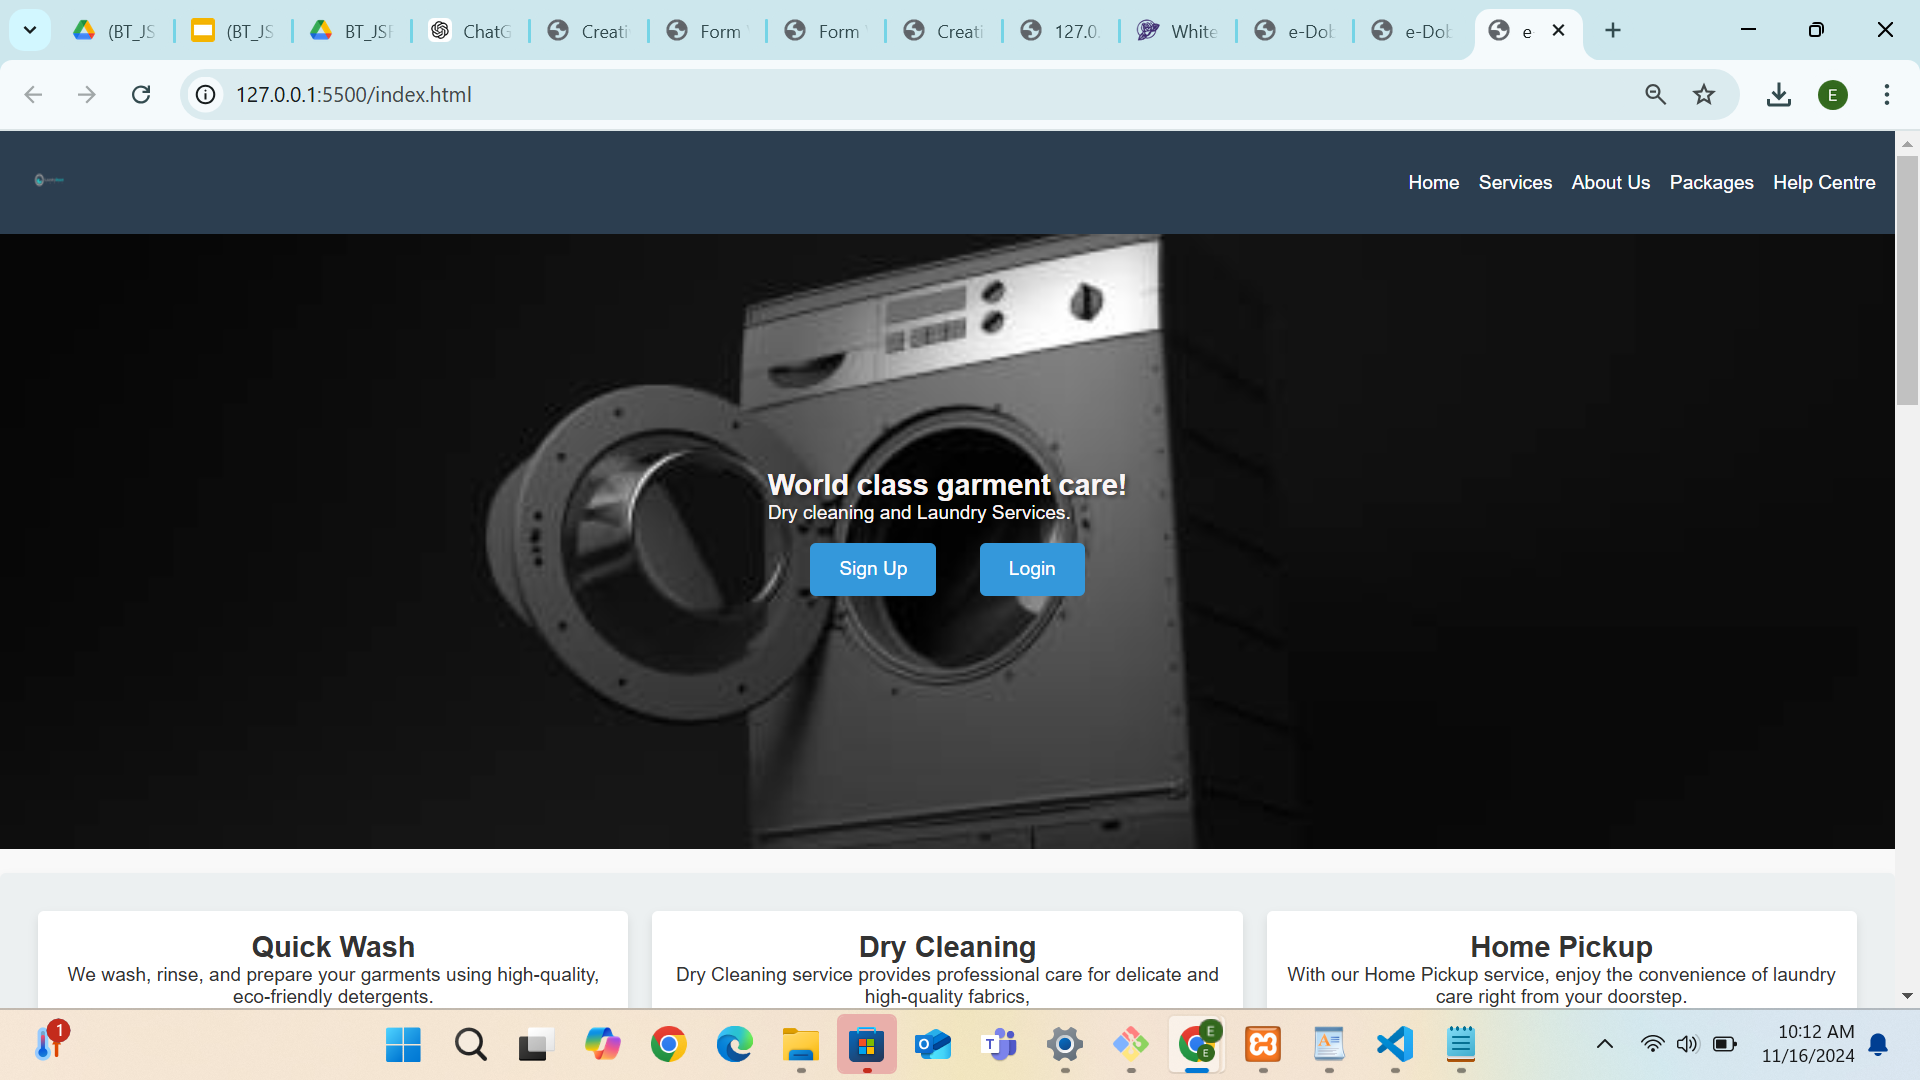 (BT_JS
(BT_JS
BT_JSF
ChatG
Creati
Form
Form
Creati
127.0.
White
e-Dob
e-Dob
e
127.0.0.1:5500/index.html
E
Home
Services
About Us
Packages
Help Centre
World class garment care!
Dry cleaning and Laundry Services.
Sign Up
Login
Quick Wash
We wash, rinse, and prepare your garments using high-quality,
eco-friendly detergents.
Dry Cleaning
Dry Cleaning service provides professional care for delicate and
high-quality fabrics,
Home Pickup
With our Home Pickup service, enjoy the convenience of laundry
care right from your doorstep.
1
E
E
10:12 AM
11/16/2024